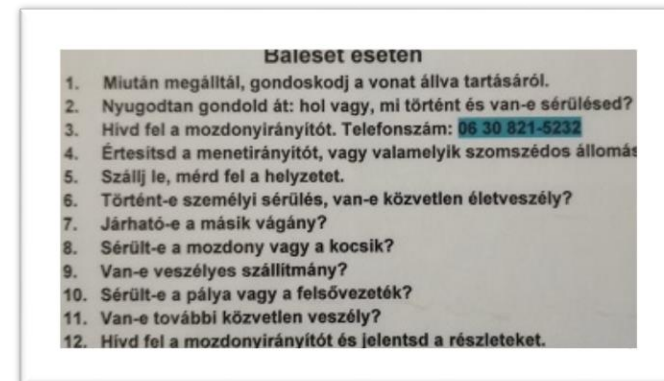 Baleset esetén
1. Miután megálltál, gondoskodj a vonat állva tartásáról.
2. Nyugodtan gondold át: hol vagy, mi történt és van-e sérülésed?
3. Hívd fel a mozdonyirányítót. Telefonszám: 06 30 821-5232
4. Értesítsd a menetirányítót, vagy valamelyik szomszédos állomás
5. Szállj le, mérd fel a helyzetet.
6. Történt-e személyi sérülés, van-e közvetlen életveszély?
7. Járható-e a másik vágány?
8. Sérült-e a mozdony vagy a kocsik?
9. Van-e veszélyes szállítmány?
10. Sérült-e a pálya vagy a felsővezeték?
11. Van-e további közvetlen veszély?
12. Hívd fel a mozdonyirányítót és jelentsd a részleteket.